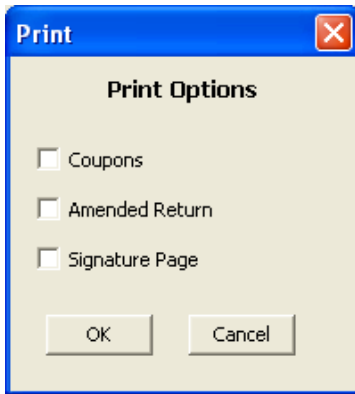 Print
Print Options
Coupons
Amended Return
Signature Page
OK Cancel